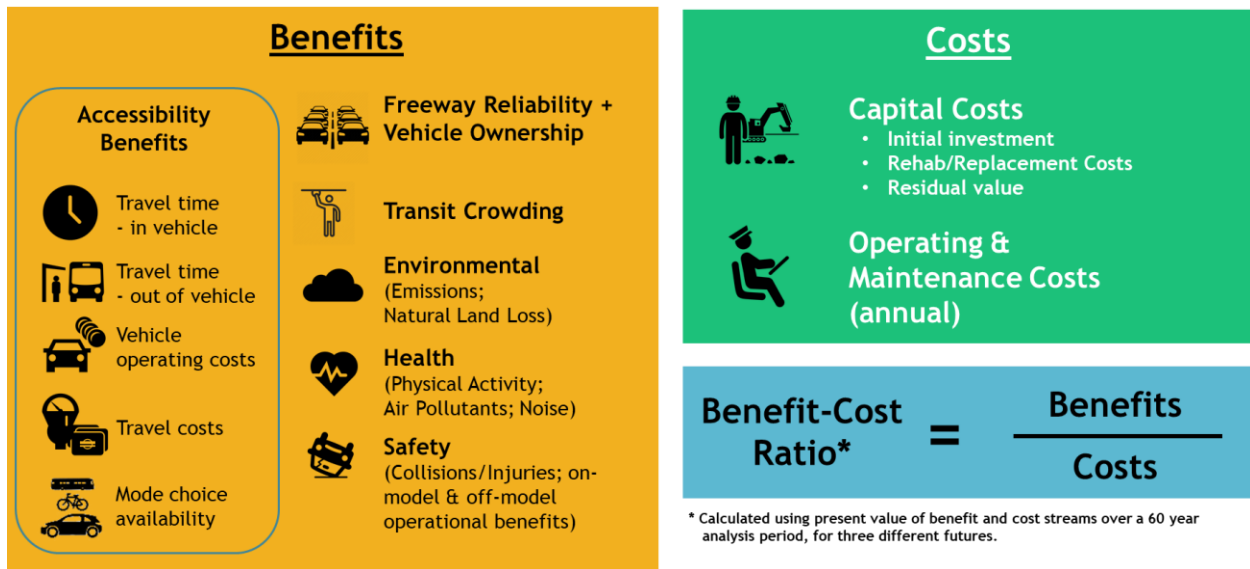 Benefits
Accessibility
Benefits
Travel time
- in vehicle
Travel time
- out of vehicle
Vehicle
operating costs
Travel costs
Mode choice
availability
Freeway Reliability +
Vehicle Ownership
Transit Crowding
Environmental
(Emissions;
Natural Land Loss)
Health
(Physical Activity;
Air Pollutants; Noise)
Safety
(Collisions/Injuries; on-
model & off-model
operational benefits)
Costs
Capital Costs
• Initial investment
• Rehab/Replacement Costs
• Residual value
Operating &
Maintenance Costs
(annual)
Benefit-Cost
Ratio*
=
Benefits
Costs
* Calculated using present value of benefit and cost streams over a 60 year
analysis period, for three different futures.